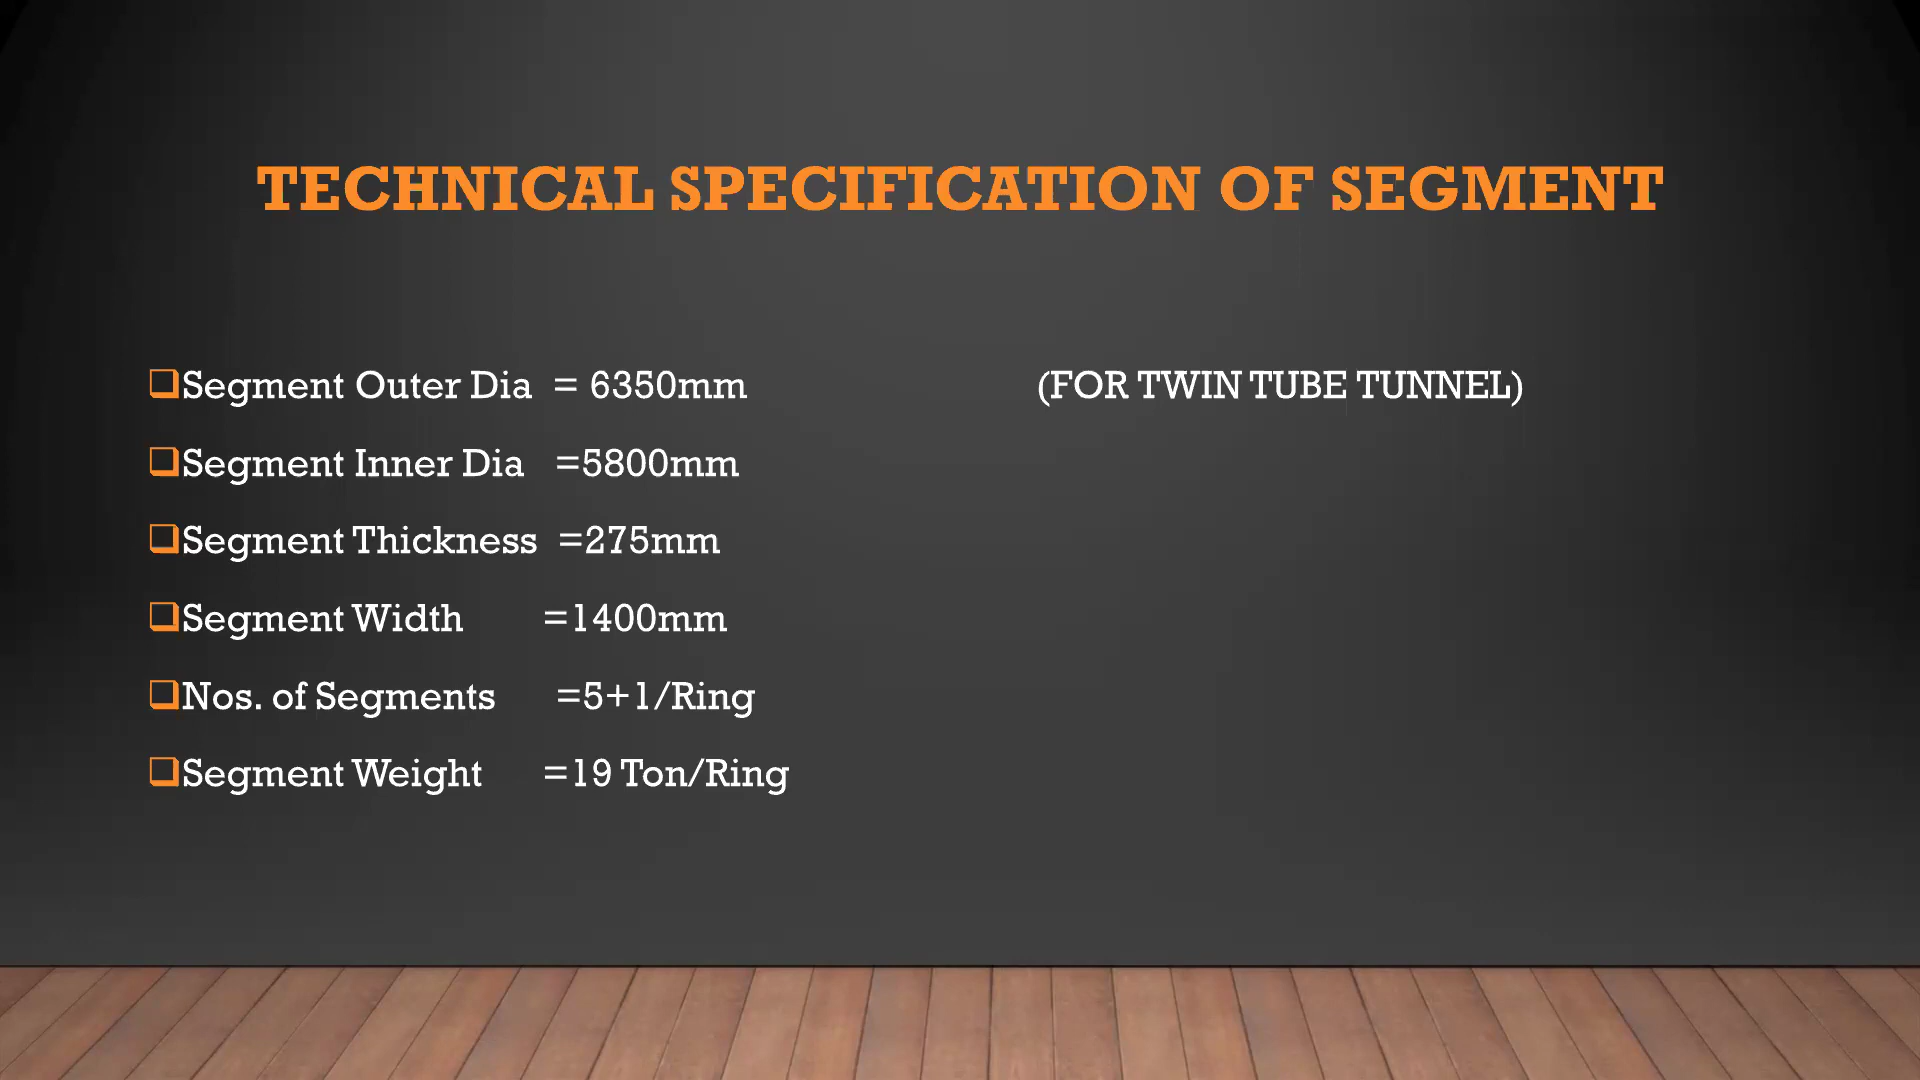 TECHNICAL SPECIFICATION OF SEGMENT
Segment Outer Dia = 6350mm (FOR TWIN TUBE TUNNEL)
Segment Inner Dia =5800mm
Segment Thickness =275mm
Segment Width =1400mm
Nos. of Segments =5+1/Ring
Segment Weight =19 Ton/Ring